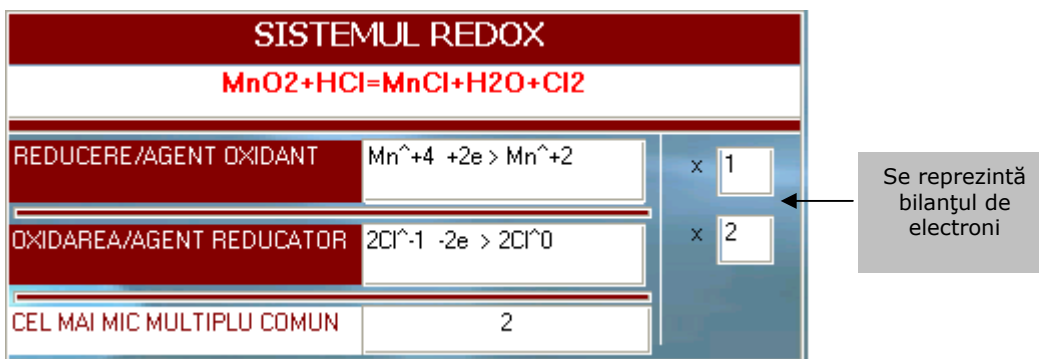 SISTEMUL REDOX
MnO2+HCl=MnCl+H2O+Cl2
REDUCERE/AGENT OXIDANT
Mn^+4 +2e > Mn^+2
x 1
OXIDAREA/AGENT REDUCATOR
2Cl^-1 -2e > 2Cl^0
x 2
CEL MAI MIC MULTIPLU COMUN
2
Se reprezintă
bilanţul de
electroni